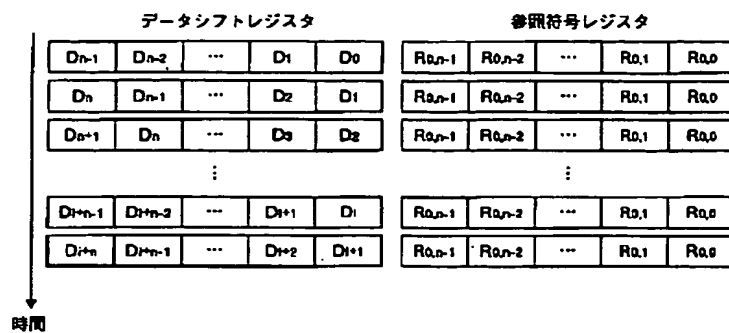 データシフトレジスタ 参照符号レジスタ
Dn-1 Dn-2 … D1 D0 R0,n-1 R0,n-2 … R0,1 R0,0
Dn Dn-1 … D2 D1 R0,n-1 R0,n-2 … R0,1 R0,0
Dn+1 Dn … D3 D2 R0,n-1 R0,n-2 … R0,1 R0,0
⋮ ⋮
Di+n-1 Di+n-2 … Di+1 Di R0,n-1 R0,n-2 … R0,1 R0,0
Di+n Di+n-1 … Di+2 Di+1 R0,n-1 R0,n-2 … R0,1 R0,0
時間